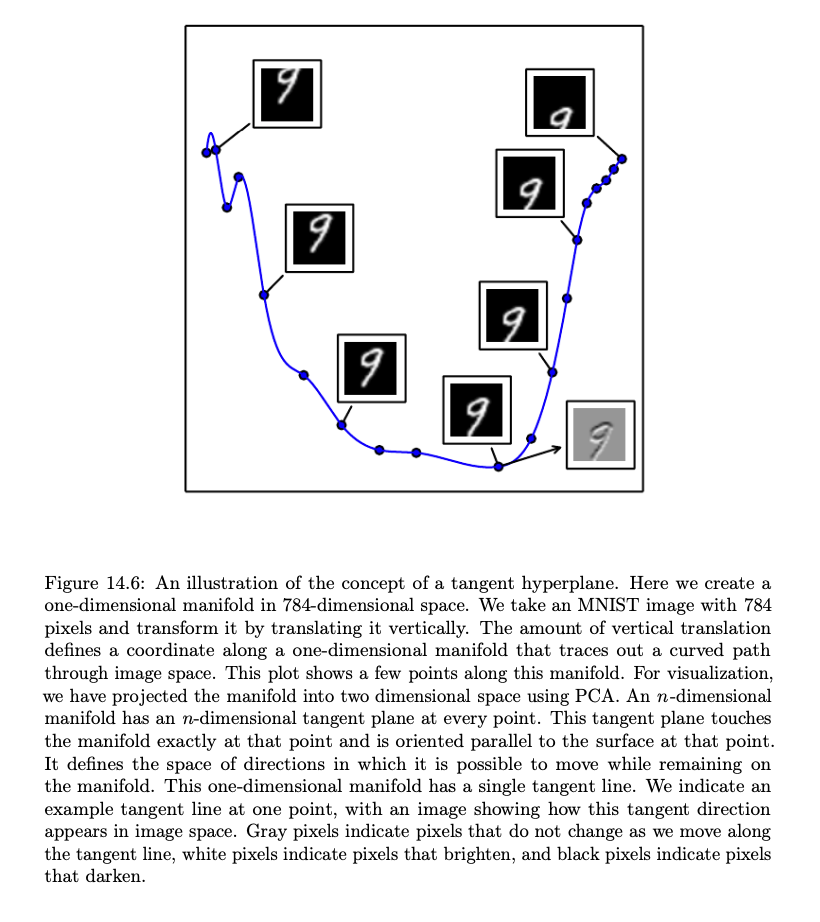 Figure 14.6: An illustration of the concept of a tangent hyperplane. Here we create a
one-dimensional manifold in 784-dimensional space. We take an MNIST image with 784
pixels and transform it by translating it vertically. The amount of vertical translation
defines a coordinate along a one-dimensional manifold that traces out a curved path
through image space. This plot shows a few points along this manifold. For visualization,
we have projected the manifold into two dimensional space using PCA. An n-dimensional
manifold has an n-dimensional tangent plane at every point. This tangent plane touches
the manifold exactly at that point and is oriented parallel to the surface at that point.
It defines the space of directions in which it is possible to move while remaining on
the manifold. This one-dimensional manifold has a single tangent line. We indicate an
example tangent line at one point, with an image showing how this tangent direction
appears in image space. Gray pixels indicate pixels that do not change as we move along
the tangent line, white pixels indicate pixels that brighten, and black pixels indicate pixels
that darken.
9
9
9
9
9
9
9
9